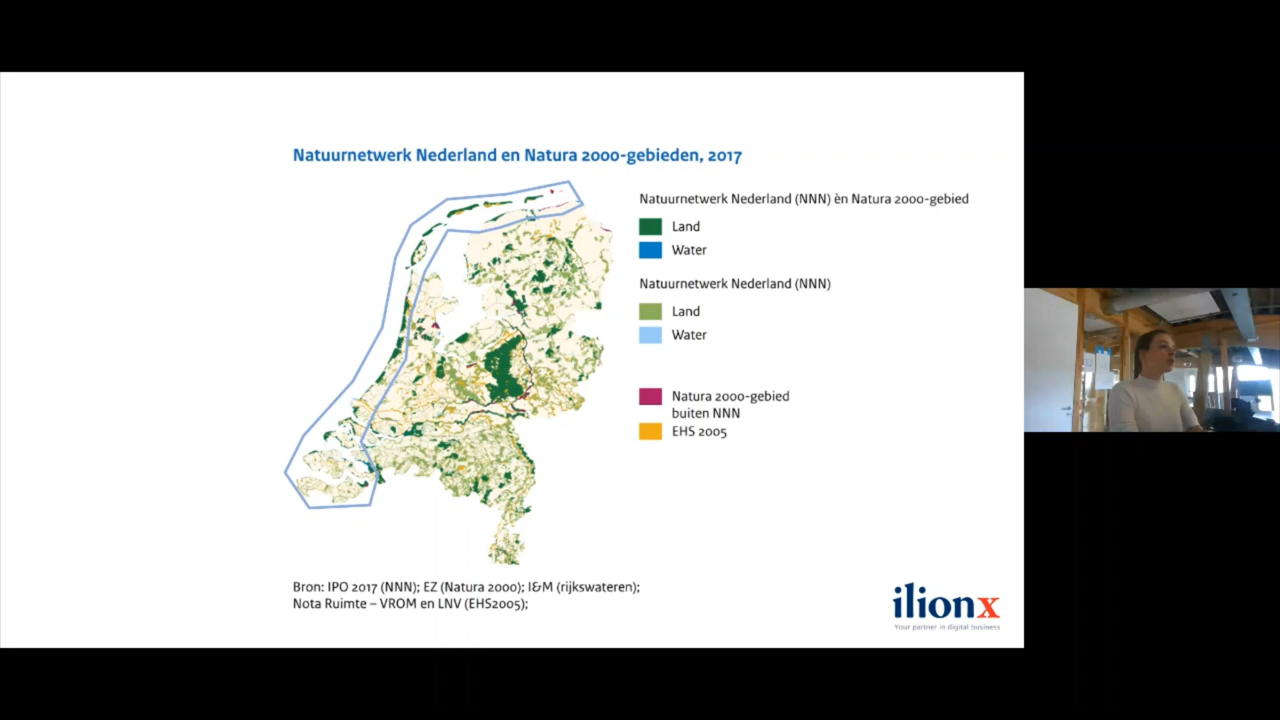 Natuurnetwerk Nederland en Natura 2000-gebieden, 2017
Natuurnetwerk Nederland (NNN) èn Natura 2000-gebied
Land
Water
Natuurnetwerk Nederland (NNN)
Land
Water
Natura 2000-gebied
buiten NNN
EHS 2005
Bron: IPO 2017 (NNN); EZ (Natura 2000); I&M (rijkswateren);
Nota Ruimte – VROM en LNV (EHS2005);
ilionx
Your partner in digital business